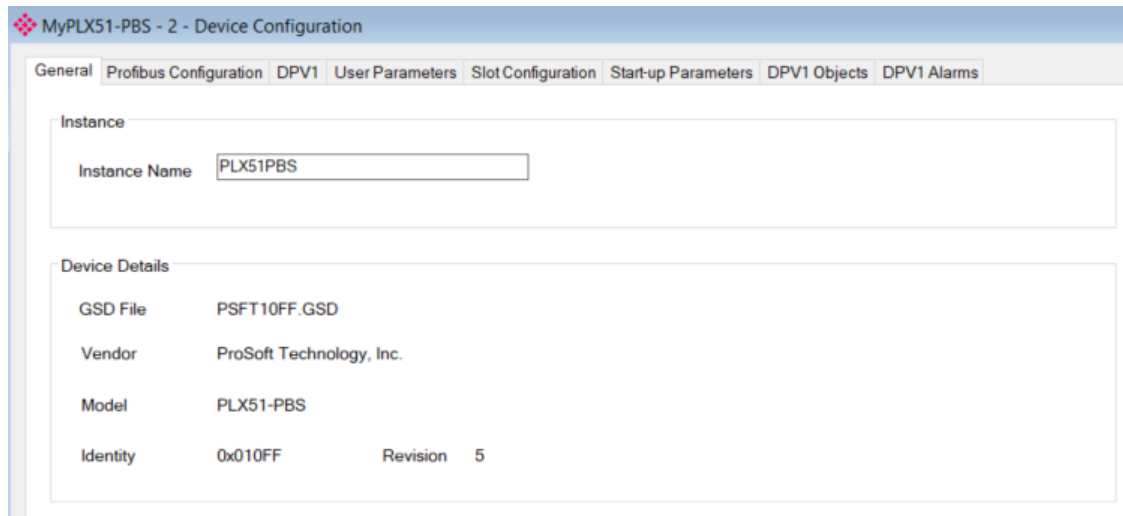 MyPLX51-PBS - 2 - Device Configuration
General Profibus Configuration DPV1 User Parameters Slot Configuration Start-up Parameters DPV1 Objects DPV1 Alarms
Instance
Instance Name PLX51PBS
Device Details
GSD File PSFT10FF.GSD
Vendor ProSoft Technology, Inc.
Model PLX51-PBS
Identity 0x010FF Revision 5